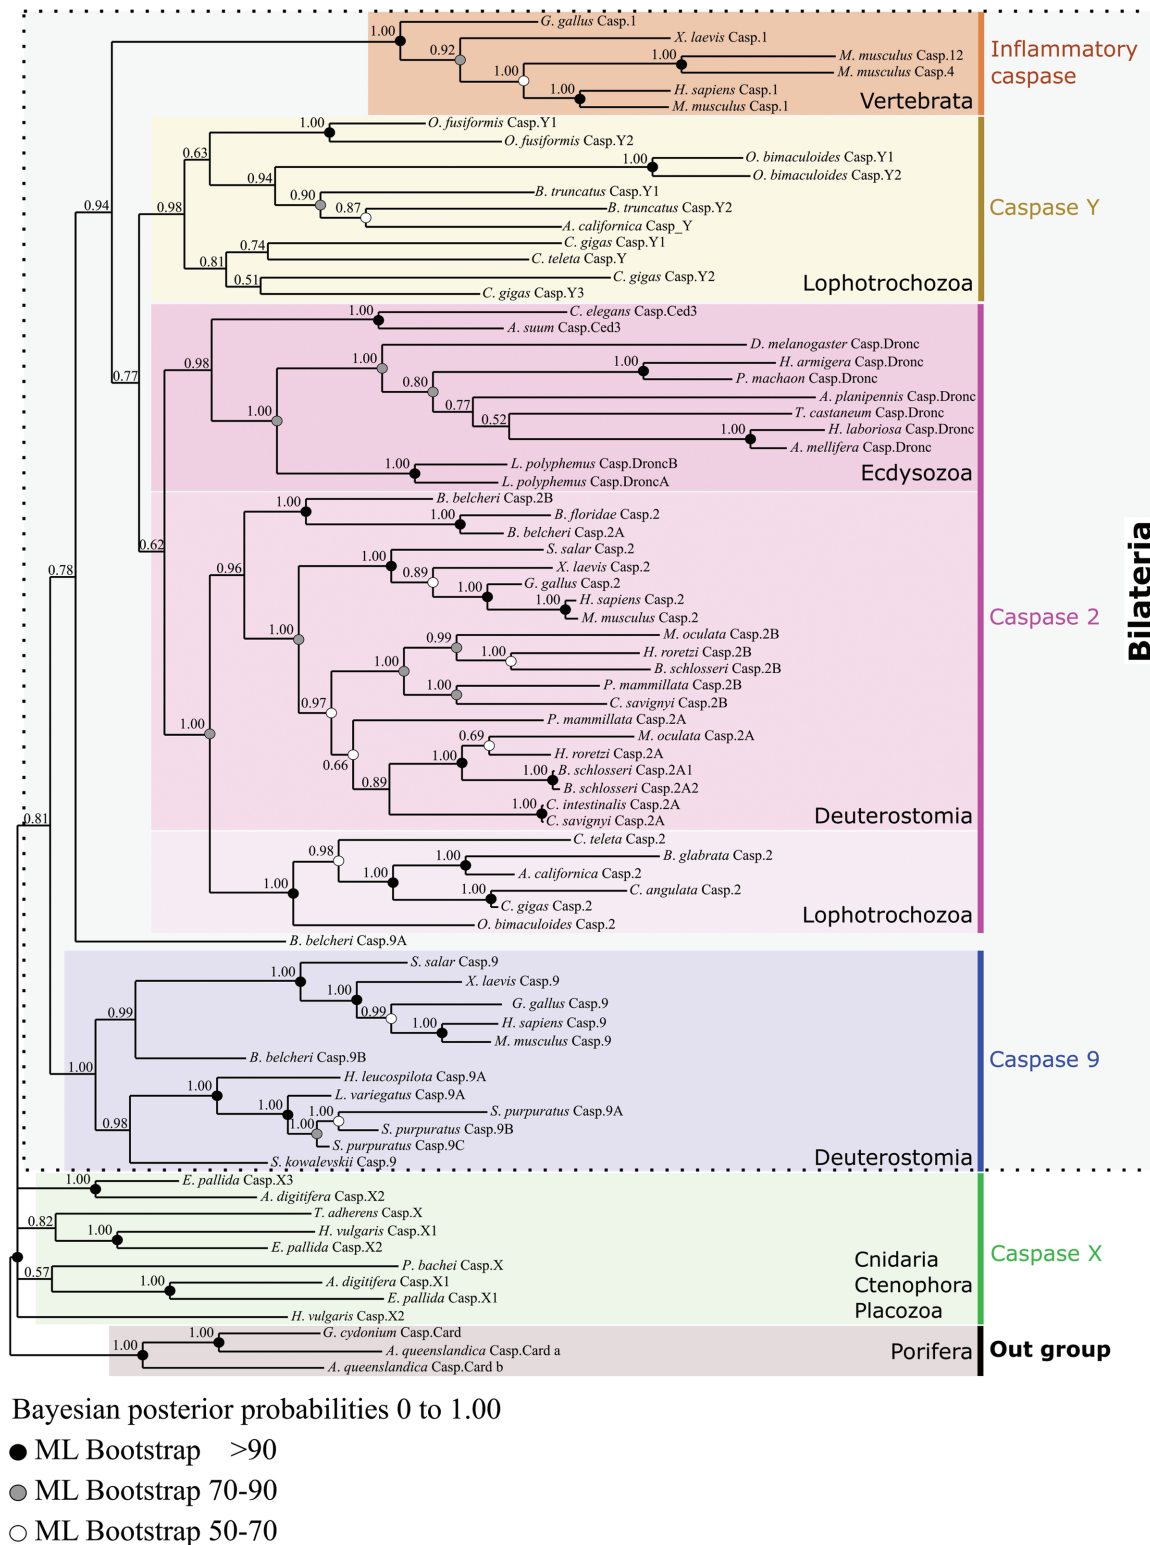 G. gallus Casp.1
1.00
X. laevis Casp.1
0.92
M. musculus Casp.12
1.00
M. musculus Casp.4
1.00
H. sapiens Casp.1
1.00
M. musculus Casp.1
Vertebrata
Inflammatory
caspase
O. fusiformis Casp.Y1
1.00
O. fusiformis Casp.Y2
0.63
O. bimaculoides Casp.Y1
1.00
O. bimaculoides Casp.Y2
0.94
B. truncatus Casp.Y1
0.90
B. truncatus Casp.Y2
0.87
A. californica Casp_Y
0.98
0.94
C. gigas Casp.Y1
0.74
C. teleta Casp.Y
0.81
C. gigas Casp.Y2
0.51
C. gigas Casp.Y3
Lophotrochozoa
Caspase Y
C. elegans Casp.Ced3
1.00
A. suum Casp.Ced3
D. melanogaster Casp.Dronc
1.00
H. armigera Casp.Dronc
1.00
P. machaon Casp.Dronc
0.98
0.77
0.80
A. planipennis Casp.Dronc
0.77
T. castaneum Casp.Dronc
0.52
1.00
H. laboriosa Casp.Dronc
1.00
A. mellifera Casp.Dronc
L. polyphemus Casp.DroncB
1.00
L. polyphemus Casp.DroncA
Ecdysozoa
B. belcheri Casp.2B
1.00
B. floridae Casp.2
1.00
B. belcheri Casp.2A
0.62
S. salar Casp.2
1.00
X. laevis Casp.2
0.89
0.96
0.78
G. gallus Casp.2
1.00
H. sapiens Casp.2
1.00
M. musculus Casp.2
Caspase 2
Bilateria
M. oculata Casp.2B
0.99
1.00
H. roretzi Casp.2B
1.00
B. schlosseri Casp.2B
1.00
P. mammillata Casp.2B
1.00
C. savignyi Casp.2B
0.97
P. mammillata Casp.2A
1.00
M. oculata Casp.2A
0.69
H. roretzi Casp.2A
1.00
0.66
B. schlosseri Casp.2A1
1.00
B. schlosseri Casp.2A2
0.89
C. intestinalis Casp.2A
1.00
C. savignyi Casp.2A
Deuterostomia
0.81
C. teleta Casp.2
0.98
B. glabrata Casp.2
1.00
A. californica Casp.2
1.00
1.00
C. angulata Casp.2
1.00
C. gigas Casp.2
O. bimaculoides Casp.2
Lophotrochozoa
B. belcheri Casp.9A
S. salar Casp.9
1.00
X. laevis Casp.9
1.00
G. gallus Casp.9
0.99
0.99
H. sapiens Casp.9
1.00
M. musculus Casp.9
B. belcheri Casp.9B
Caspase 9
1.00
H. leucospilota Casp.9A
1.00
L. variegatus Casp.9A
1.00
S. purpuratus Casp.9A
1.00
0.98
1.00
S. purpuratus Casp.9B
S. purpuratus Casp.9C
S. kowalevskii Casp.9
Deuterostomia
E. pallida Casp.X3
1.00
A. digitifera Casp.X2
T. adherens Casp.X
0.82
H. vulgaris Casp.X1
1.00
E. pallida Casp.X2
P. bachei Casp.X
0.57
A. digitifera Casp.X1
1.00
E. pallida Casp.X1
H. vulgaris Casp.X2
Cnidaria
Ctenophora
Placozoa
Caspase X
G. cydonium Casp.Card
1.00
A. queenslandica Casp.Card a
1.00
A. queenslandica Casp.Card b
Porifera
Out group
Bayesian posterior probabilities 0 to 1.00
ML Bootstrap >90
ML Bootstrap 70-90
ML Bootstrap 50-70